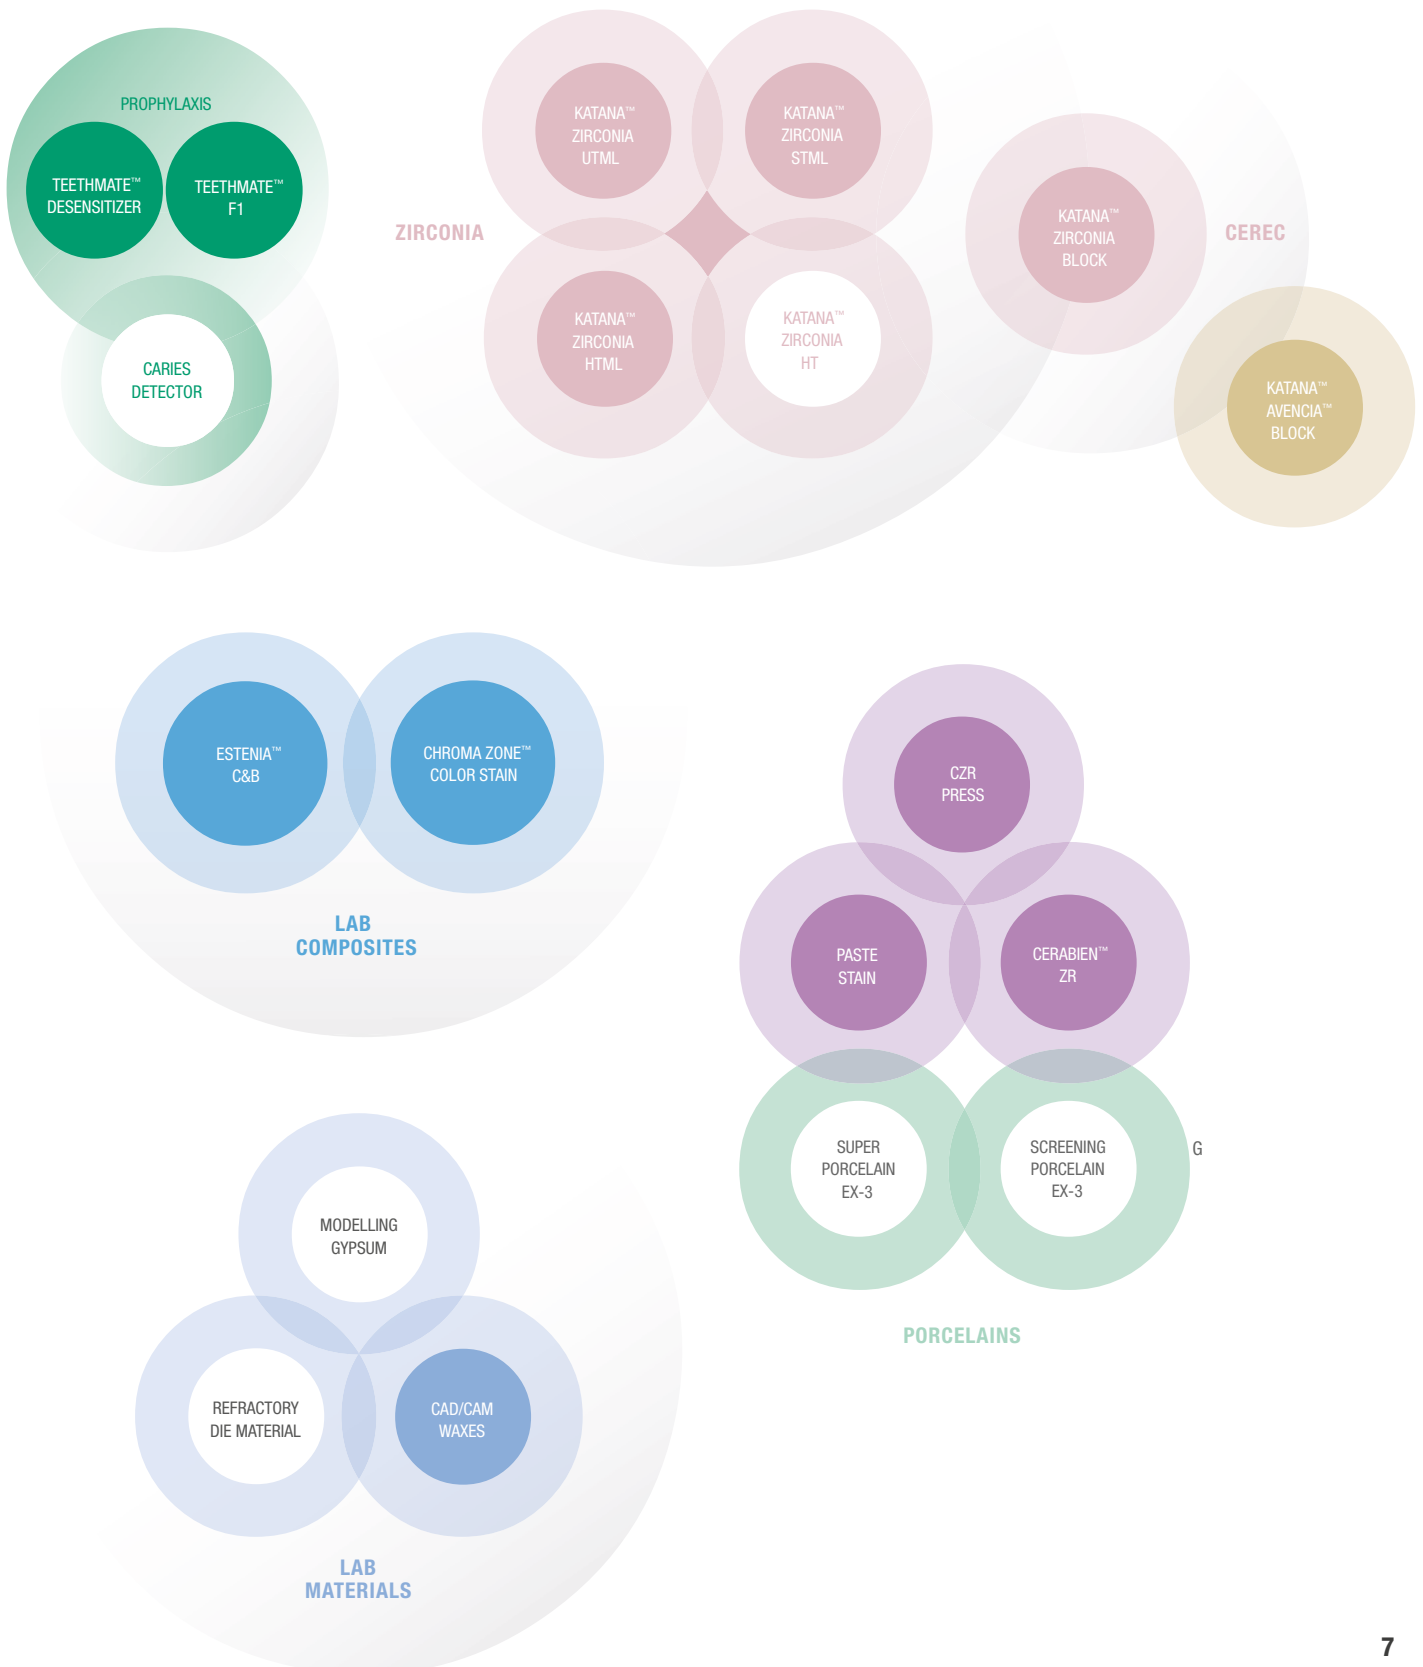 PROPHYLAXIS
TEETHMATE™
DESENSITIZER
TEETHMATE™
F1
CARIES
DETECTOR
ZIRCONIA
KATANA™
ZIRCONIA
UTML
KATANA™
ZIRCONIA
STML
KATANA™
ZIRCONIA
HTML
KATANA™
ZIRCONIA
HT
KATANA™
ZIRCONIA
BLOCK
CEREC
KATANA™
AVENCIA™
BLOCK
ESTENIA™
C&B
CHROMA ZONE™
COLOR STAIN
LAB
COMPOSITES
CZR
PRESS
PASTE
STAIN
CERABIEN™
ZR
SUPER
PORCELAIN
EX-3
SCREENING
PORCELAIN
EX-3
G
PORCELAINS
MODELLING
GYPSUM
REFRACTORY
DIE MATERIAL
CAD/CAM
WAXES
LAB
MATERIALS
7